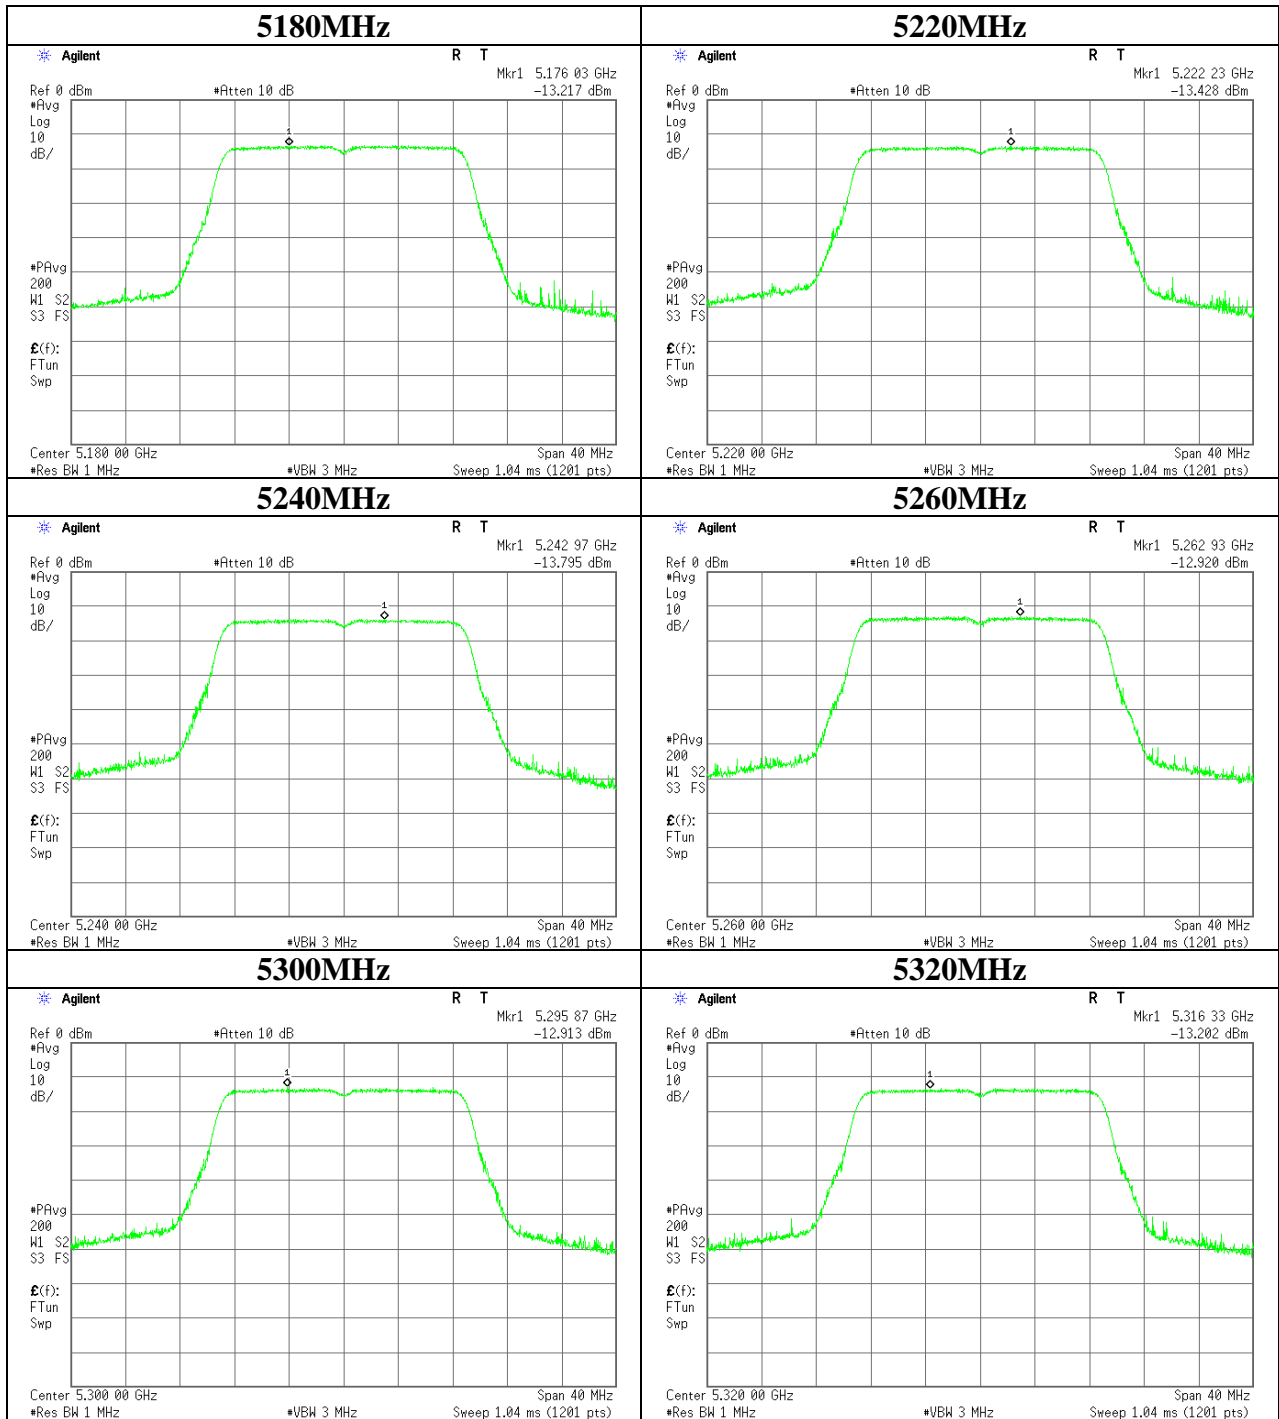 5180MHz
Agilent R T
Mkr1 5.176 03 GHz
Ref 0 dBm #Atten 10 dB -13.217 dBm
#Avg
Log
10
dB/
1
#PAvg
200
W1 S2
S3 FS
£(f):
FTun
Swp
Center 5.180 00 GHz Span 40 MHz
#Res BW 1 MHz #VBW 3 MHz Sweep 1.04 ms (1201 pts)
5220MHz
Agilent R T
Mkr1 5.222 23 GHz
Ref 0 dBm #Atten 10 dB -13.428 dBm
#Avg
Log
10
dB/
1
#PAvg
200
W1 S2
S3 FS
£(f):
FTun
Swp
Center 5.220 00 GHz Span 40 MHz
#Res BW 1 MHz #VBW 3 MHz Sweep 1.04 ms (1201 pts)
5240MHz
Agilent R T
Mkr1 5.242 97 GHz
Ref 0 dBm #Atten 10 dB -13.795 dBm
#Avg
Log
10
dB/
1
#PAvg
200
W1 S2
S3 FS
£(f):
FTun
Swp
Center 5.240 00 GHz Span 40 MHz
#Res BW 1 MHz #VBW 3 MHz Sweep 1.04 ms (1201 pts)
5260MHz
Agilent R T
Mkr1 5.262 93 GHz
Ref 0 dBm #Atten 10 dB -12.920 dBm
#Avg
Log
10
dB/
1
#PAvg
200
W1 S2
S3 FS
£(f):
FTun
Swp
Center 5.260 00 GHz Span 40 MHz
#Res BW 1 MHz #VBW 3 MHz Sweep 1.04 ms (1201 pts)
5300MHz
Agilent R T
Mkr1 5.295 87 GHz
Ref 0 dBm #Atten 10 dB -12.913 dBm
#Avg
Log
10
dB/
1
#PAvg
200
W1 S2
S3 FS
£(f):
FTun
Swp
Center 5.300 00 GHz Span 40 MHz
#Res BW 1 MHz #VBW 3 MHz Sweep 1.04 ms (1201 pts)
5320MHz
Agilent R T
Mkr1 5.316 33 GHz
Ref 0 dBm #Atten 10 dB -13.202 dBm
#Avg
Log
10
dB/
1
#PAvg
200
W1 S2
S3 FS
£(f):
FTun
Swp
Center 5.320 00 GHz Span 40 MHz
#Res BW 1 MHz #VBW 3 MHz Sweep 1.04 ms (1201 pts)